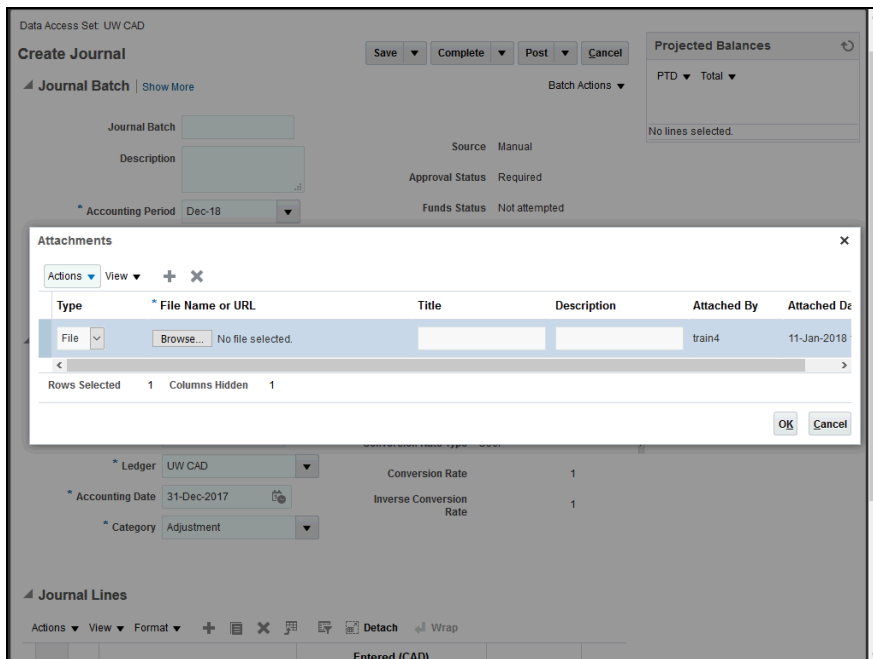 Data Access Set: UW CAD
Create Journal
Save Complete Post Cancel
Projected Balances
Journal Batch Show More
Batch Actions
PTD Total
Journal Batch
No lines selected.
Source Manual
Description
Approval Status Required
* Accounting Period Dec-18
Funds Status Not attempted
Attachments
Actions View
Type * File Name or URL Title Description Attached By Attached Da
File Browse... No file selected. train4 11-Jan-2018
Rows Selected 1 Columns Hidden 1
OK Cancel
* Ledger UW CAD
Conversion Rate 1
* Accounting Date 31-Dec-2017
Inverse Conversion Rate 1
* Category Adjustment
Journal Lines
Actions View Format Detach Wrap
Entered (CAD)